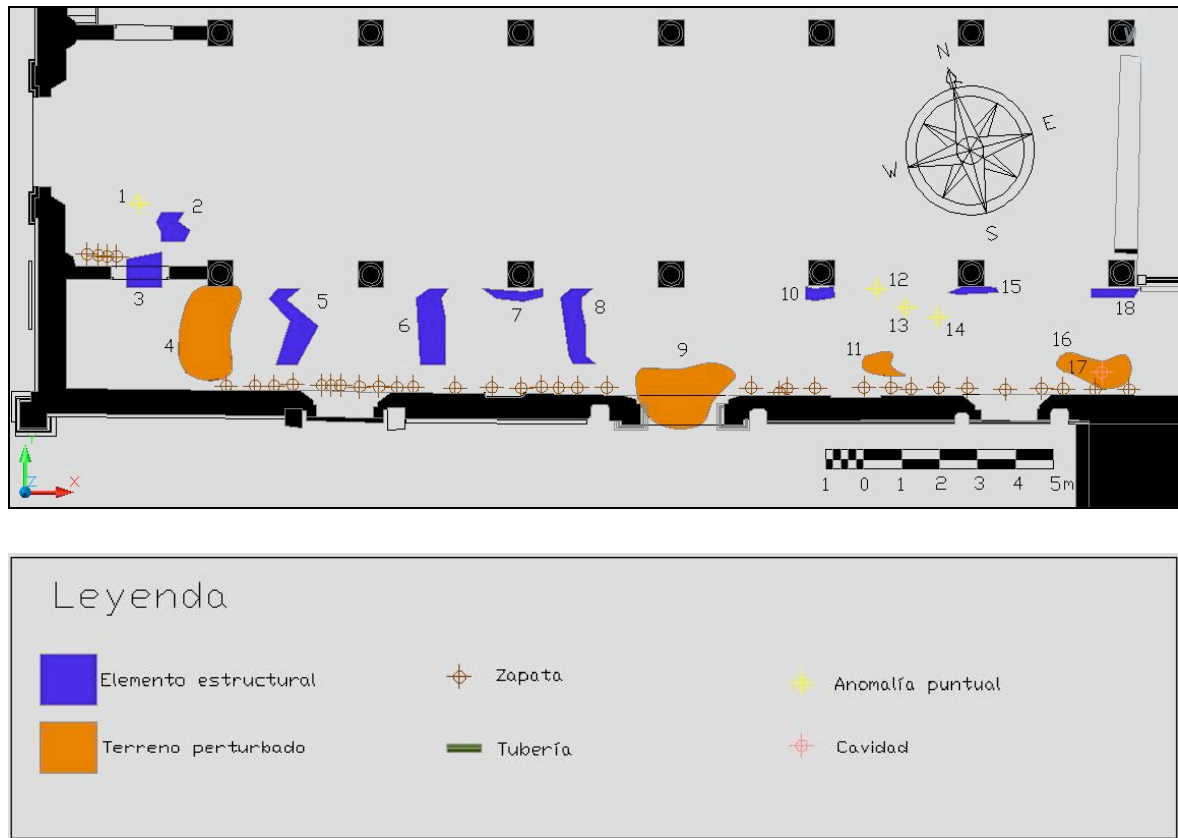 N
E
W
S
1
2
3
4
5
6
7
8
9
10
11
12
13
14
15
16
17
18
1 0 1 2 3 4 5m
Y
Z X
Leyenda
Elemento estructural
Zapata
Anomalía puntual
Terreno perturbado
Tubería
Cavidad